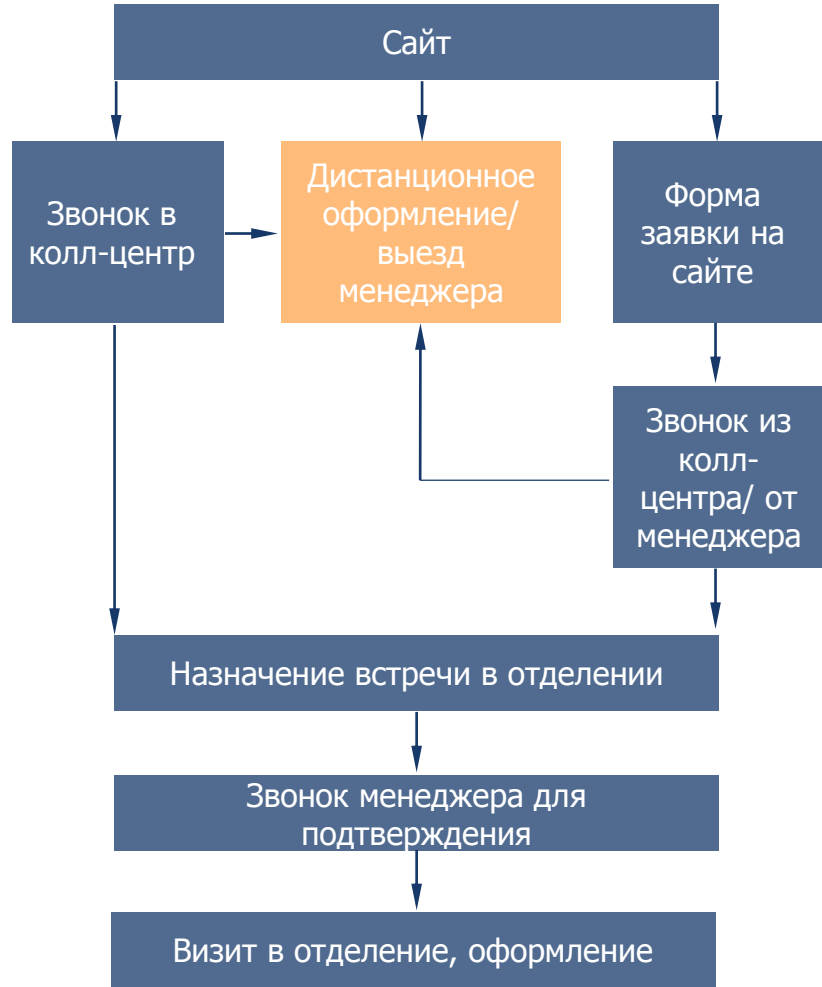 Сайт
Звонок в
колл-центр
Дистанционное
оформление/
выезд
менеджера
Форма
заявки на
сайте
Звонок из
колл-
центра/ от
менеджера
Назначение встречи в отделении
Звонок менеджера для
подтверждения
Визит в отделение, оформление